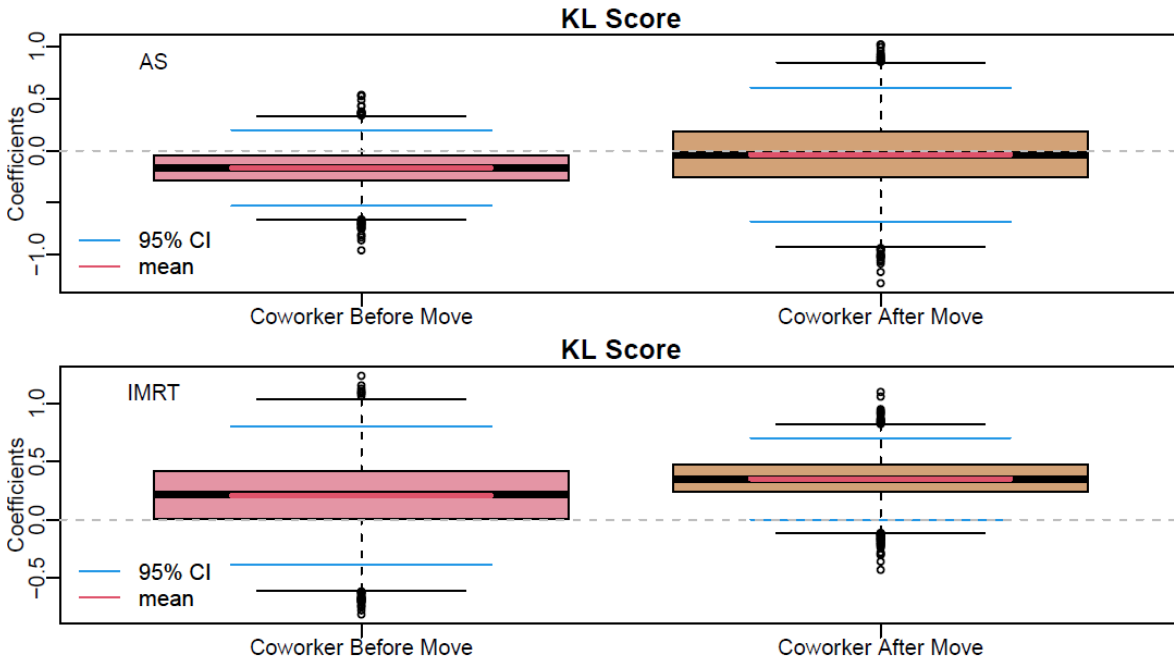 KL Score
AS
1.0
0.5
0.0
−1.0
Coefficients
95% CI
mean
Coworker Before Move
Coworker After Move
KL Score
IMRT
1.0
0.5
0.0
−0.5
Coefficients
95% CI
mean
Coworker Before Move
Coworker After Move